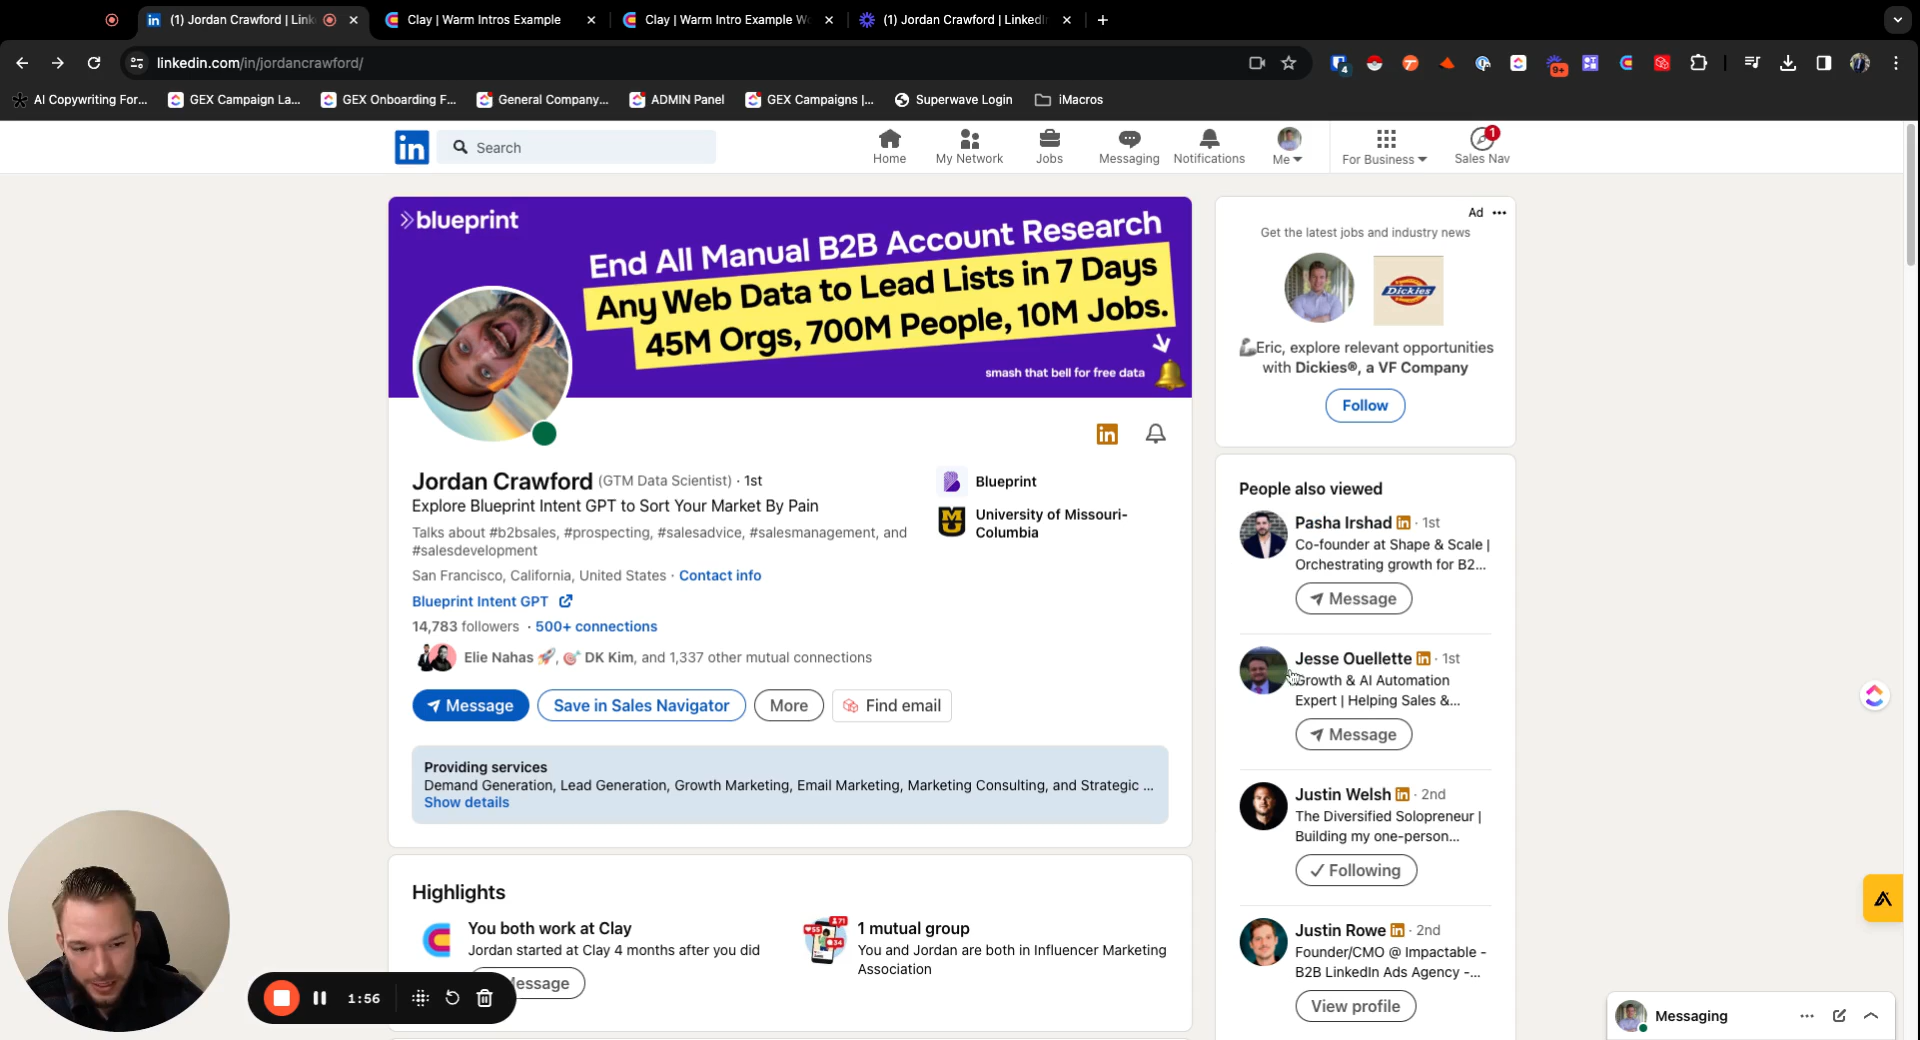 (1) Jordan Crawford | Link
Clay | Warm Intros Example
Clay | Warm Intro Example W
(1) Jordan Crawford | LinkedI
linkedin.com/in/jordancrawford/
4
9+
AI Copywriting For...
GEX Campaign La...
GEX Onboarding F...
General Company...
ADMIN Panel
GEX Campaigns |...
Superwave Login
iMacros
in
Search
Home
My Network
Jobs
Messaging
Notifications
Me
For Business
1
Sales Nav
blueprint
End All Manual B2B Account Research
Any Web Data to Lead Lists in 7 Days
45M Orgs, 700M People, 10M Jobs.
smash that bell for free data
in
Jordan Crawford (GTM Data Scientist) · 1st
Explore Blueprint Intent GPT to Sort Your Market By Pain
Talks about #b2bsales, #prospecting, #salesadvice, #salesmanagement, and
#salesdevelopment
San Francisco, California, United States · Contact info
Blueprint Intent GPT
14,783 followers · 500+ connections
Elie Nahas 🚀, 🎯 DK Kim, and 1,337 other mutual connections
Blueprint
University of Missouri-
Columbia
Message
Save in Sales Navigator
More
Find email
Providing services
Demand Generation, Lead Generation, Growth Marketing, Email Marketing, Marketing Consulting, and Strategic ...
Show details
Highlights
You both work at Clay
Jordan started at Clay 4 months after you did
essage
1 mutual group
You and Jordan are both in Influencer Marketing
Association
Ad
Get the latest jobs and industry news
Dickies
Eric, explore relevant opportunities
with Dickies®, a VF Company
Follow
People also viewed
Pasha Irshad in · 1st
Co-founder at Shape & Scale |
Orchestrating growth for B2...
Message
Jesse Ouellette in · 1st
Growth & AI Automation
Expert | Helping Sales &...
Message
Justin Welsh in · 2nd
The Diversified Solopreneur |
Building my one-person...
Following
Justin Rowe in · 2nd
Founder/CMO @ Impactable -
B2B LinkedIn Ads Agency -...
View profile
1:56
Messaging